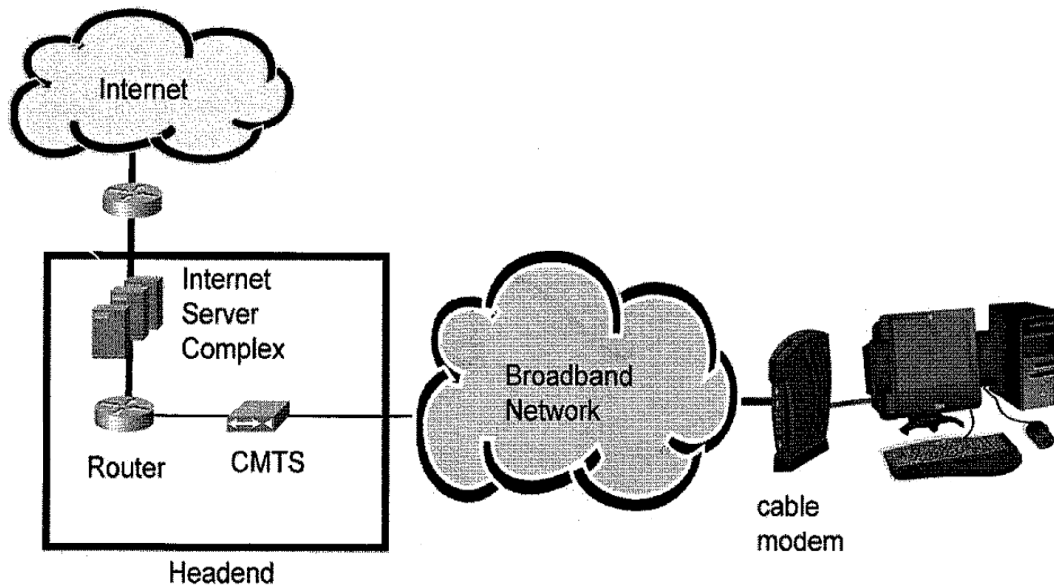 Internet
Internet
Server
Complex
Broadband
Network
Router
CMTS
cable
modem
Headend